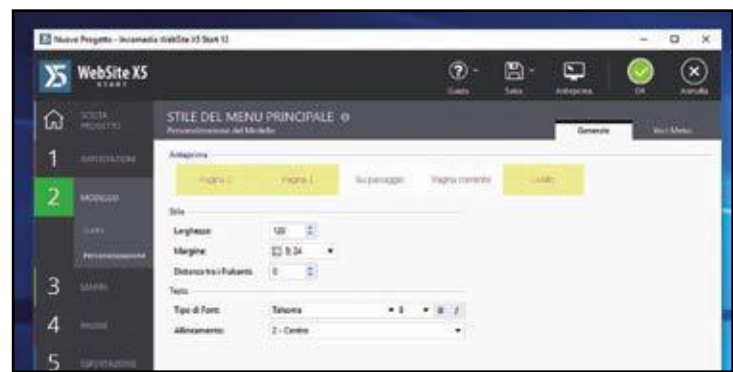 Nuovo Progetto - Incomedia WebSite X5 Start 13
X5 WebSite X5
START
Guida
Salva
Anteprima
OK
Annulla
SCELTA
PROGETTO
STILE DEL MENU PRINCIPALE
Personalizzazione del Modello
Generale
Voci Menu
1 IMPOSTAZIONI
Anteprima
Pagina 0
Pagina 1
Su passaggio
Pagina corrente
Livello
2 MODELLO
Stile
Larghezza: 120
Personalizzazione
Margine: 5; 24
Distanza tra i Pulsanti: 0
3 MAPPA
Testo
Tipo di Font: Tahoma
B I
4 PAGINE
Allineamento: 2 - Centro
5 ESPORTAZIONE